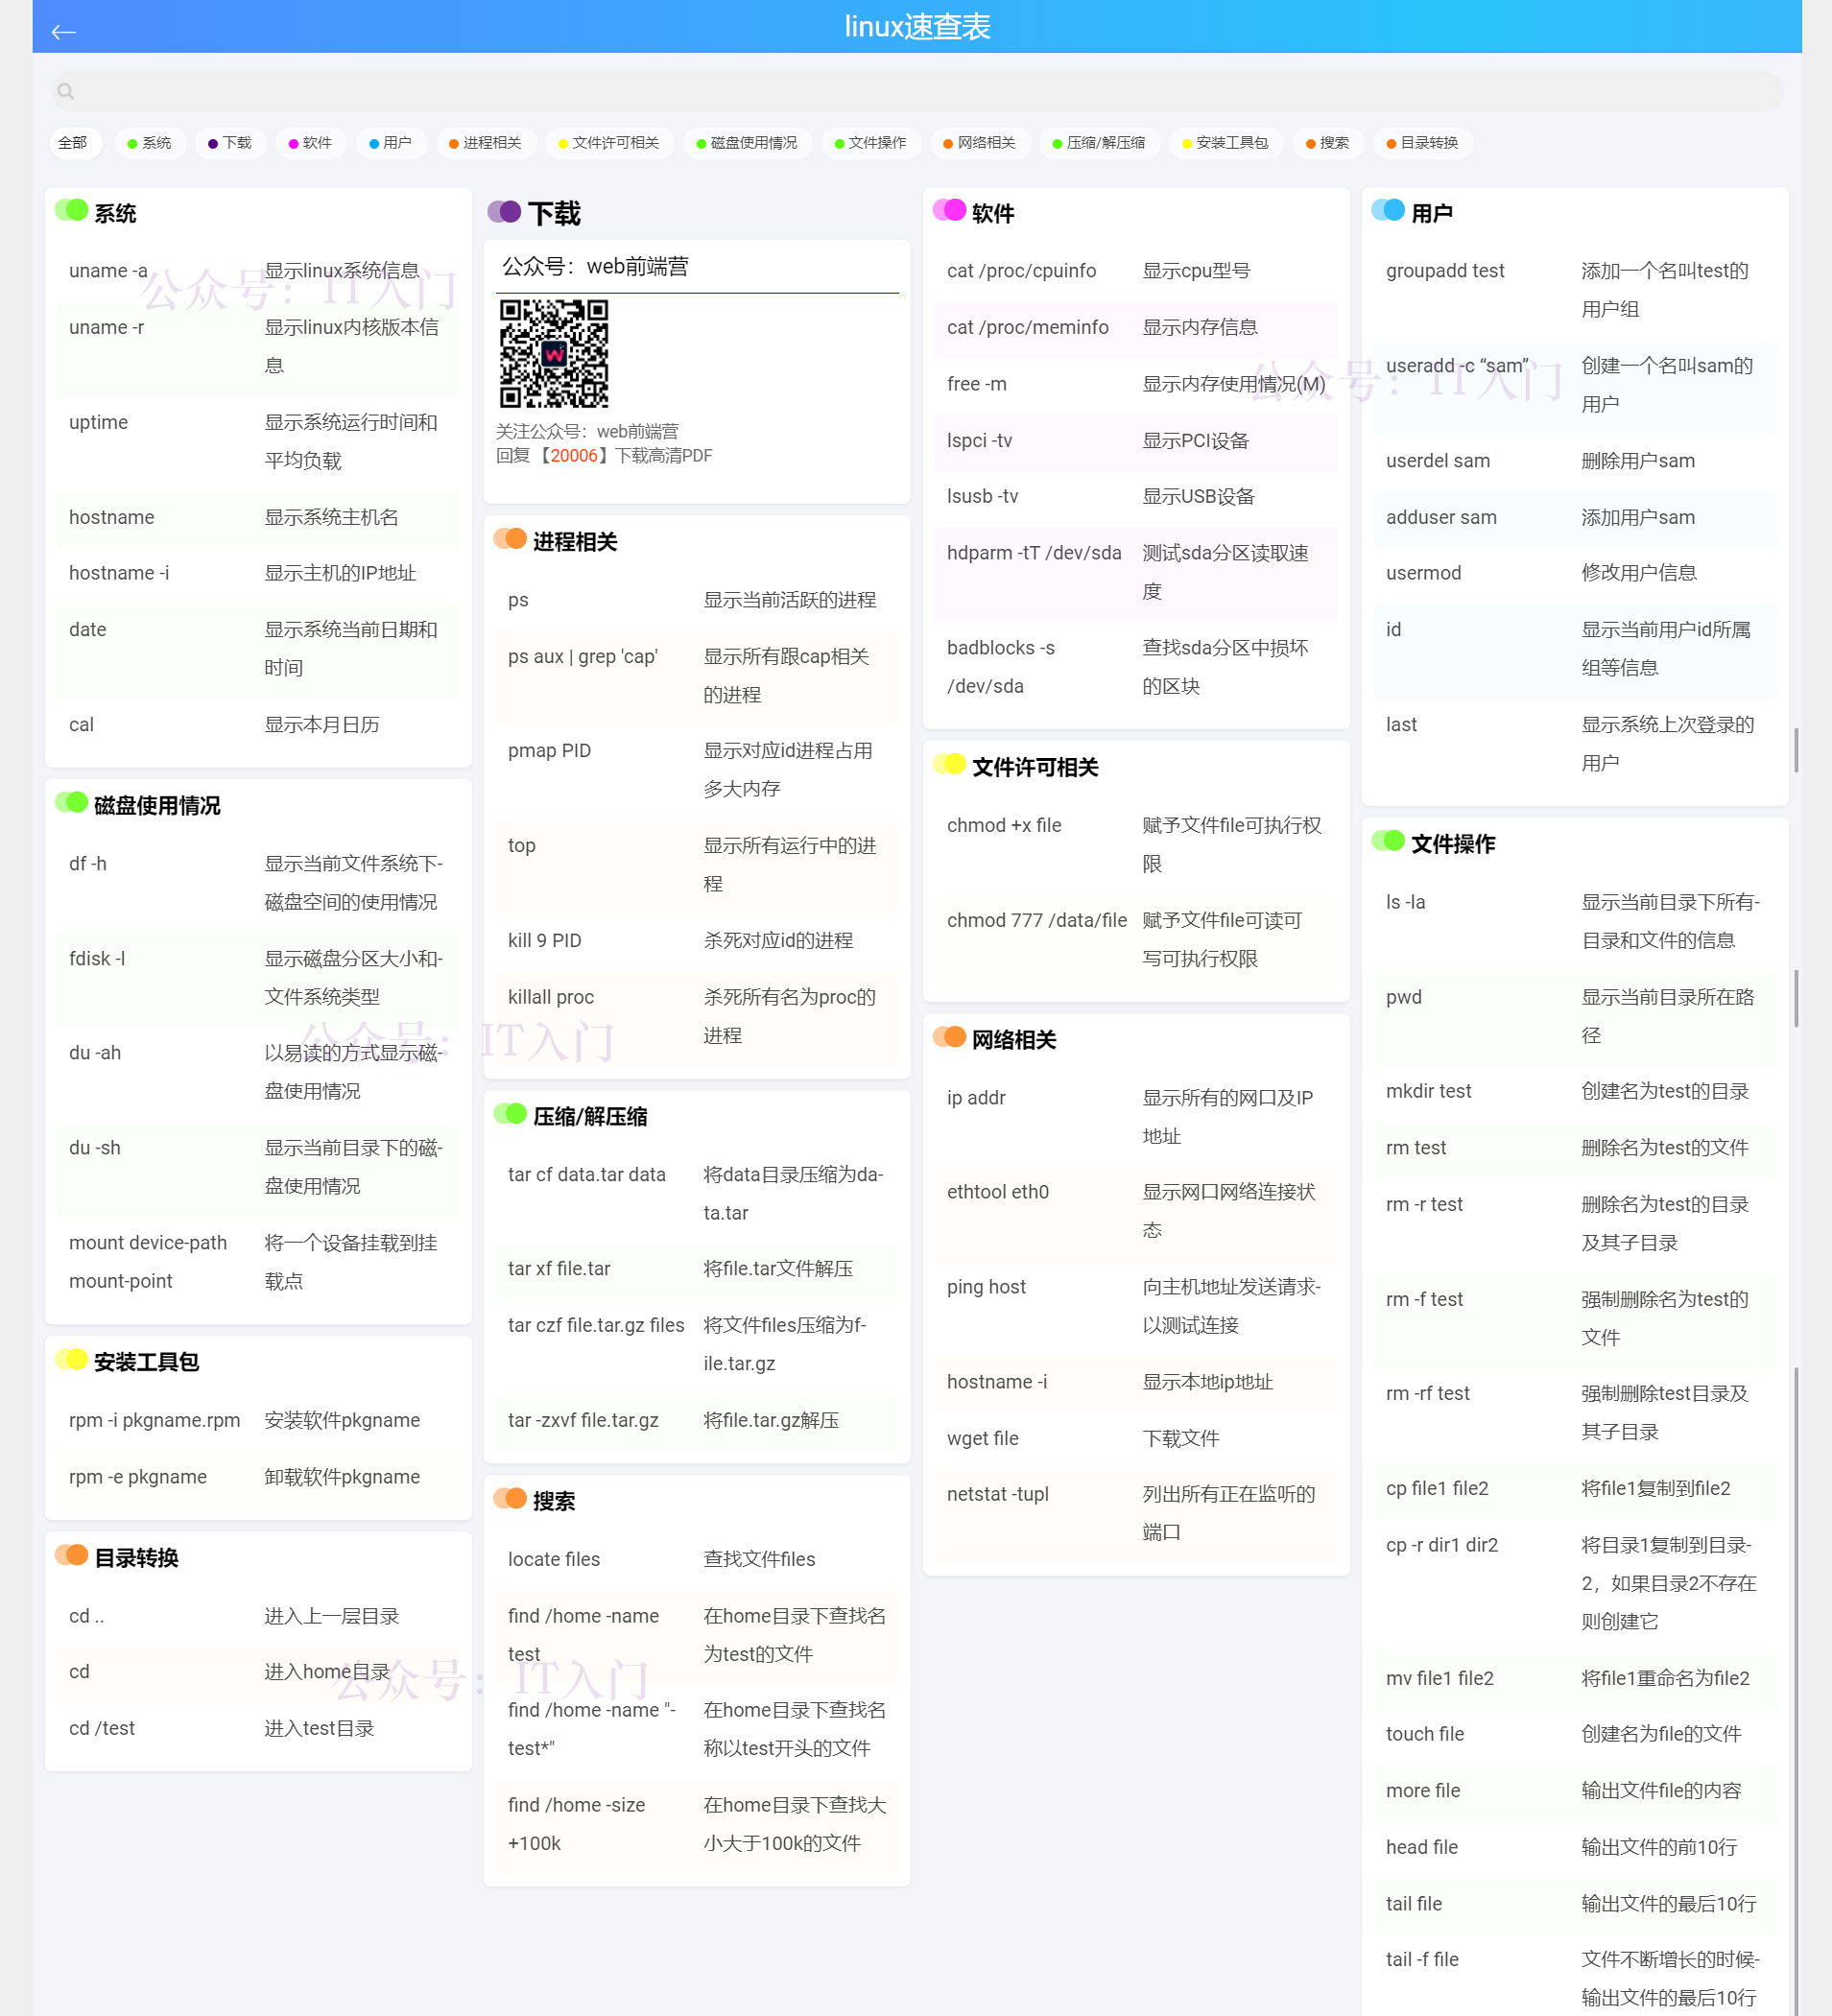 linux速查表
全部
系统
下载
软件
用户
进程相关
文件许可相关
磁盘使用情况
文件操作
网络相关
压缩/解压缩
安装工具包
搜索
目录转换
系统
uname -a 显示linux系统信息
uname -r 显示linux内核版本信
息
uptime 显示系统运行时间和
平均负载
hostname 显示系统主机名
hostname -i 显示主机的IP地址
date 显示系统当前日期和
时间
cal 显示本月日历
磁盘使用情况
df -h 显示当前文件系统下-
磁盘空间的使用情况
fdisk -l 显示磁盘分区大小和-
文件系统类型
du -ah 以易读的方式显示磁-
盘使用情况
du -sh 显示当前目录下的磁-
盘使用情况
mount device-path 将一个设备挂载到挂
mount-point 载点
安装工具包
rpm -i pkgname.rpm 安装软件pkgname
rpm -e pkgname 卸载软件pkgname
目录转换
cd .. 进入上一层目录
cd 进入home目录
cd /test 进入test目录
下载
公众号：web前端营
关注公众号：web前端营
回复【20006】下载高清PDF
进程相关
ps 显示当前活跃的进程
ps aux | grep 'cap' 显示所有跟cap相关
的进程
pmap PID 显示对应id进程占用
多大内存
top 显示所有运行中的进
程
kill 9 PID 杀死对应id的进程
killall proc 杀死所有名为proc的
进程
压缩/解压缩
tar cf data.tar data 将data目录压缩为da-
ta.tar
tar xf file.tar 将file.tar文件解压
tar czf file.tar.gz files 将文件files压缩为f-
ile.tar.gz
tar -zxvf file.tar.gz 将file.tar.gz解压
搜索
locate files 查找文件files
find /home -name 在home目录下查找名
test 为test的文件
find /home -name "- 在home目录下查找名
test*" 称以test开头的文件
find /home -size 在home目录下查找大
+100k 小大于100k的文件
软件
cat /proc/cpuinfo 显示cpu型号
cat /proc/meminfo 显示内存信息
free -m 显示内存使用情况(M)
lspci -tv 显示PCI设备
lsusb -tv 显示USB设备
hdparm -tT /dev/sda 测试sda分区读取速
度
badblocks -s 查找sda分区中损坏
/dev/sda 的区块
文件许可相关
chmod +x file 赋予文件file可执行权
限
chmod 777 /data/file 赋予文件file可读可
写可执行权限
网络相关
ip addr 显示所有的网口及IP
地址
ethtool eth0 显示网口网络连接状
态
ping host 向主机地址发送请求-
以测试连接
hostname -i 显示本地ip地址
wget file 下载文件
netstat -tupl 列出所有正在监听的
端口
用户
groupadd test 添加一个名叫test的
用户组
useradd -c “sam” 创建一个名叫sam的
用户
userdel sam 删除用户sam
adduser sam 添加用户sam
usermod 修改用户信息
id 显示当前用户id所属
组等信息
last 显示系统上次登录的
用户
文件操作
ls -la 显示当前目录下所有-
目录和文件的信息
pwd 显示当前目录所在路
径
mkdir test 创建名为test的目录
rm test 删除名为test的文件
rm -r test 删除名为test的目录
及其子目录
rm -f test 强制删除名为test的
文件
rm -rf test 强制删除test目录及
其子目录
cp file1 file2 将file1复制到file2
cp -r dir1 dir2 将目录1复制到目录-
2，如果目录2不存在
则创建它
mv file1 file2 将file1重命名为file2
touch file 创建名为file的文件
more file 输出文件file的内容
head file 输出文件的前10行
tail file 输出文件的最后10行
tail -f file 文件不断增长的时候-
输出文件的最后10行
公众号：IT入门
公众号：IT入门
公众号：IT入门
公众号：IT入门